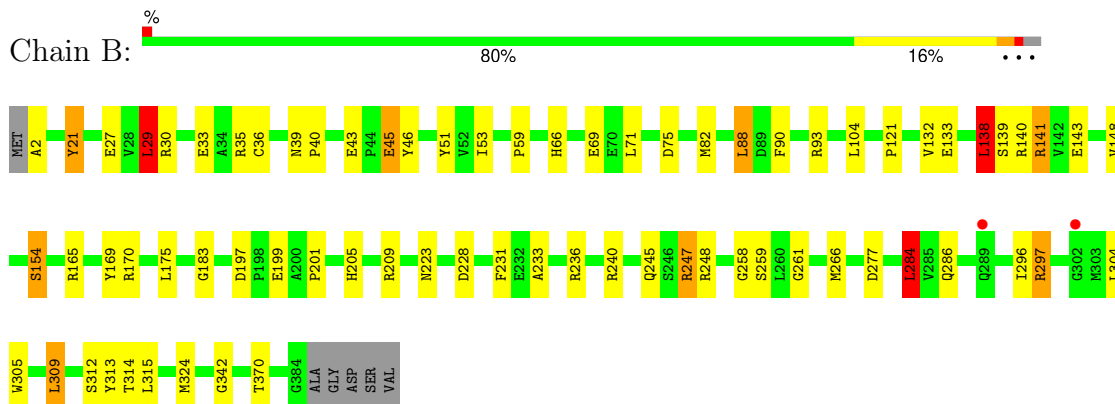 %
Chain B:
80% 16% • • •
MET A2 Y21 E27 V28 L29 R30 E33 A34 R35 C36 N39 P40 E43 P44 E45 Y46 Y51 V52 I53 P59 H66 E69 E70 L71 D75 M82 L88 D89 F90 R93 L104 P121 V132 E133 L138 S139 R140 R141 V142 E143
S154 R165 Y169 R170 L175 G183 D197 P198 E199 A200 P201 H205 R209 N223 D228 F231 E232 A233 R236 R240 Q245 S246 R247 R248 G258 S259 L260 G261 M266 D277 L284 V285 Q286 Q289 I296 R297 G302 M303 L304
W305 L309 S312 Y313 T314 L315 M324 G342 T370 G384 ALA GLY ASP SER VAL